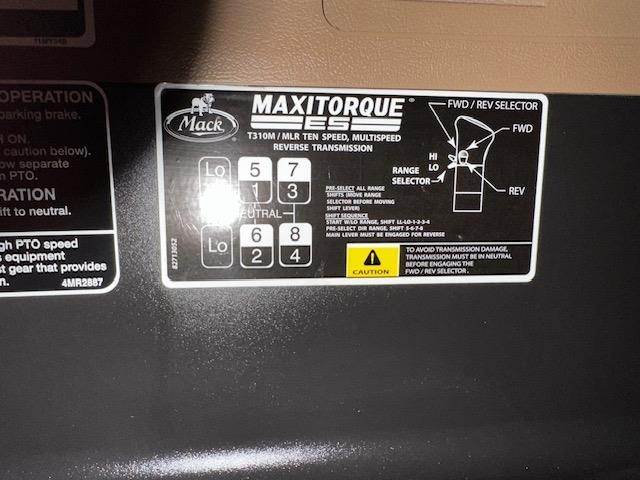 OPERATION
parking brake.
ON.
caution below).
separate
PTO.
RATION
ift to neutral.
gh PTO speed
equipment
st gear that provides
n.
4MR2887
Mack
MAXITORQUE
ES
T310M / MLR TEN SPEED, MULTISPEED
REVERSE TRANSMISSION
Lo 5 7
1 3
EUTRAL
Lo 6 8
2 4
82713052
PRE-SELECT ALL RANGE
SHIFTS (MOVE RANGE
SELECTOR BEFORE MOVING
SHIFT LEVER)
SHIFT SEQUENCE
START W/LO RANGE, SHIFT LL-LO-1-2-3-4
PRE-SELECT DIR RANGE, SHIFT 5-6-7-8
MAIN LEVER MUST BE ENGAGED FOR REVERSE
FWD / REV SELECTOR
FWD
HI
LO
RANGE
SELECTOR
REV
CAUTION
TO AVOID TRANSMISSION DAMAGE,
TRANSMISSION MUST BE IN NEUTRAL
BEFORE ENGAGING THE
FWD / REV SELECTOR.